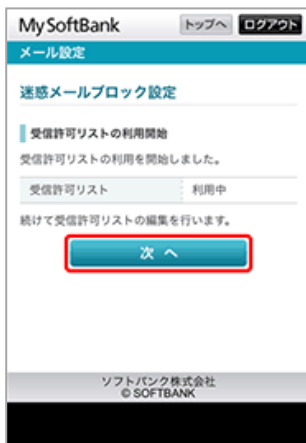 My SoftBank トップへ ログアウト
メール設定
迷惑メールブロック設定
受信許可リストの利用開始
受信許可リストの利用を開始しました。
受信許可リスト 利用中
続けて受信許可リストの編集を行います。
次 へ
ソフトバンク株式会社
© SOFTBANK